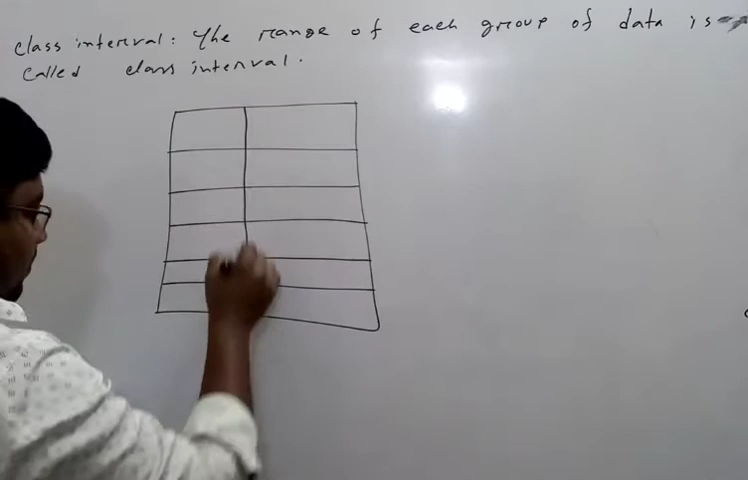 class interval: The range of each group of data is
called class interval.